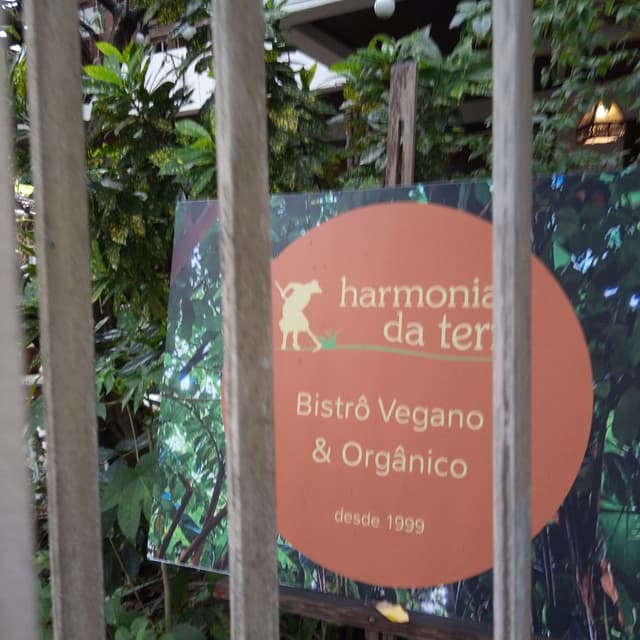 harmonia
da
Bistrô Vegano
& Orgânico
desde 1999